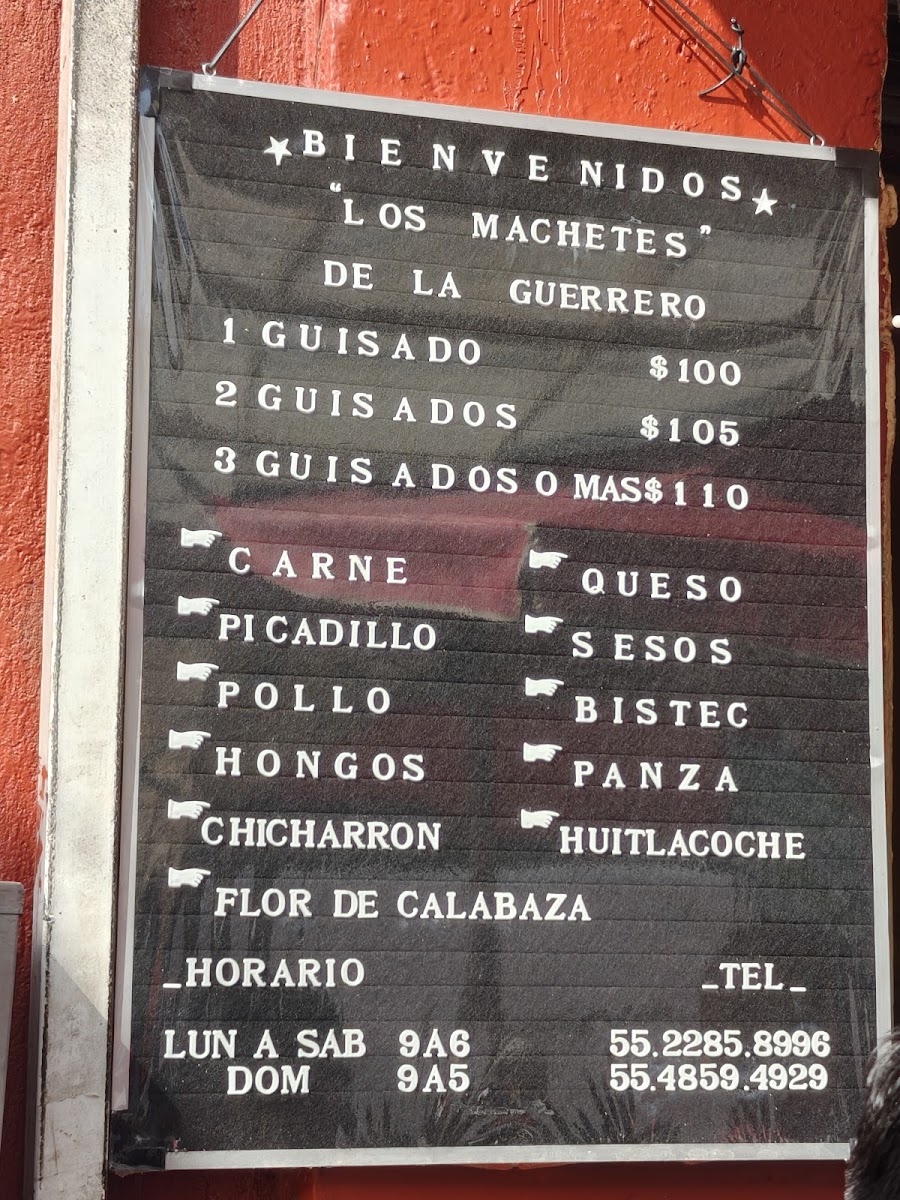 BIENVENIDOS
“LOS MACHETES”
DE LA GUERRERO
1 GUISADO $100
2 GUISADOS $105
3 GUISADOS O MAS $110
CARNE QUESO
PICADILLO SESOS
POLLO BISTEC
HONGOS PANZA
CHICHARRON HUITLACOCHE
FLOR DE CALABAZA
_HORARIO _TEL_
LUN A SAB 9A6 55.2285.8996
DOM 9A5 55.4859.4929